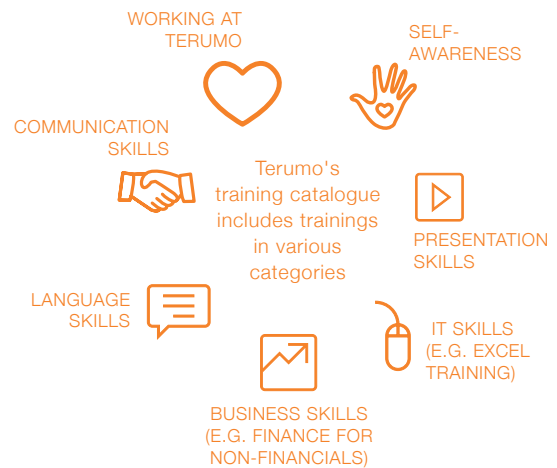 WORKING AT
TERUMO
SELF-
AWARENESS
COMMUNICATION
SKILLS
Terumo's
training catalogue
includes trainings
in various
categories
PRESENTATION
SKILLS
LANGUAGE
SKILLS
IT SKILLS
(E.G. EXCEL
TRAINING)
BUSINESS SKILLS
(E.G. FINANCE FOR
NON-FINANCIALS)